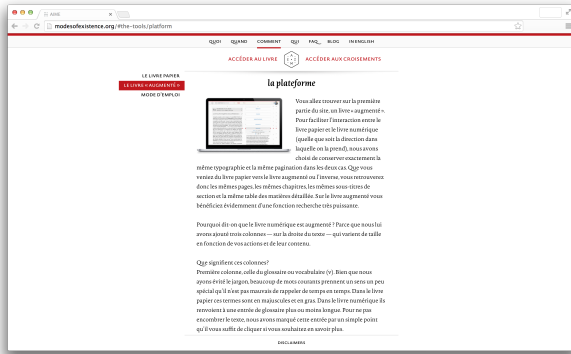 AIME
modesofexistence.org/#the-tools/platform
QUOI QUAND COMMENT QUI FAQ BLOG IN ENGLISH
ACCÉDER AU LIVRE ACCÉDER AUX CROISEMENTS
LE LIVRE PAPIER
LE LIVRE « AUGMENTÉ »
MODE D'EMPLOI
la plateforme
Vous allez trouver sur la première
partie du site, un livre « augmenté ».
Pour faciliter l'interaction entre le
livre papier et le livre numérique
(quelle que soit la direction dans
laquelle on la prend), nous avons
choisi de conserver exactement la
même typographie et la même pagination dans les deux cas. Que vous
veniez du livre papier vers le livre augmenté ou l'inverse, vous retrouverez
donc les mêmes pages, les mêmes chapitres, les mêmes sous-titres de
section et la même table des matières détaillée. Sur le livre augmenté vous
bénéficiez évidemment d'une fonction recherche très puissante.
Pourquoi dit-on que le livre numérique est augmenté ? Parce que nous lui
avons ajouté trois colonnes — sur la droite du texte — qui varient de taille
en fonction de vos actions et de leur contenu.
Que signifient ces colonnes?
Première colonne, celle du glossaire ou vocabulaire (v). Bien que nous
ayons évité le jargon, beaucoup de mots courants prennent un sens un peu
spécial qu'il n'est pas mauvais de rappeler de temps en temps. Dans le livre
papier ces termes sont en majuscules et en gras. Dans le livre numérique ils
renvoient à une entrée de glossaire plus ou moins longue. Pour ne pas
encombrer le texte, nous avons marqué cette entrée par un simple point
qu'il vous suffit de cliquer si vous souhaitez en savoir plus.
DISCLAIMERS